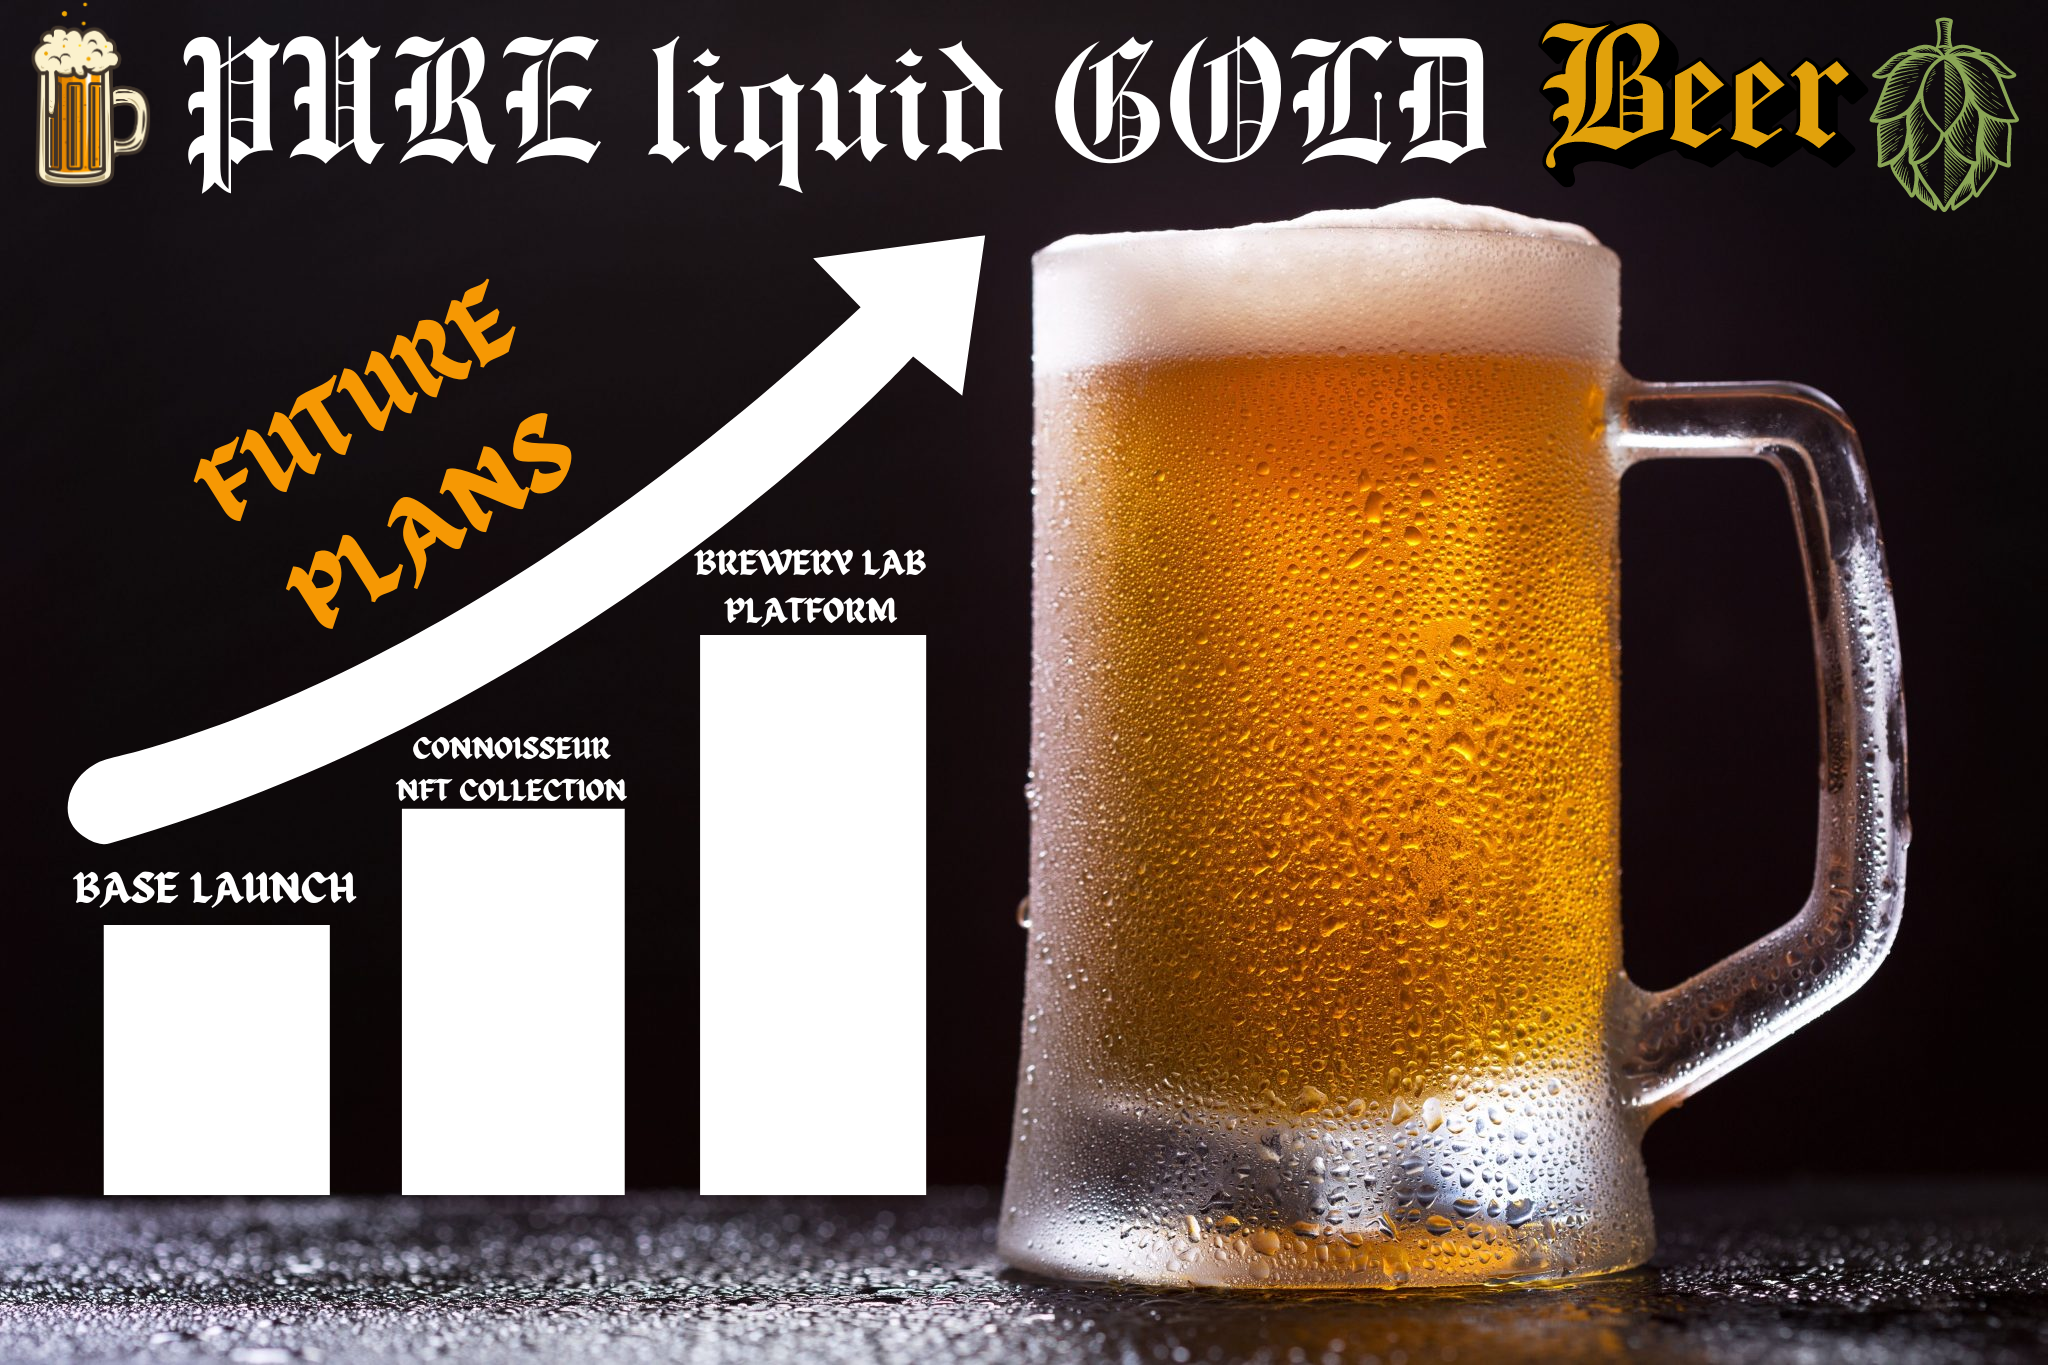 PURE liquid GOLD Beer
FUTURE
PLANS
BREWERY LAB
PLATFORM
CONNOISSEUR
NFT COLLECTION
BASE LAUNCH